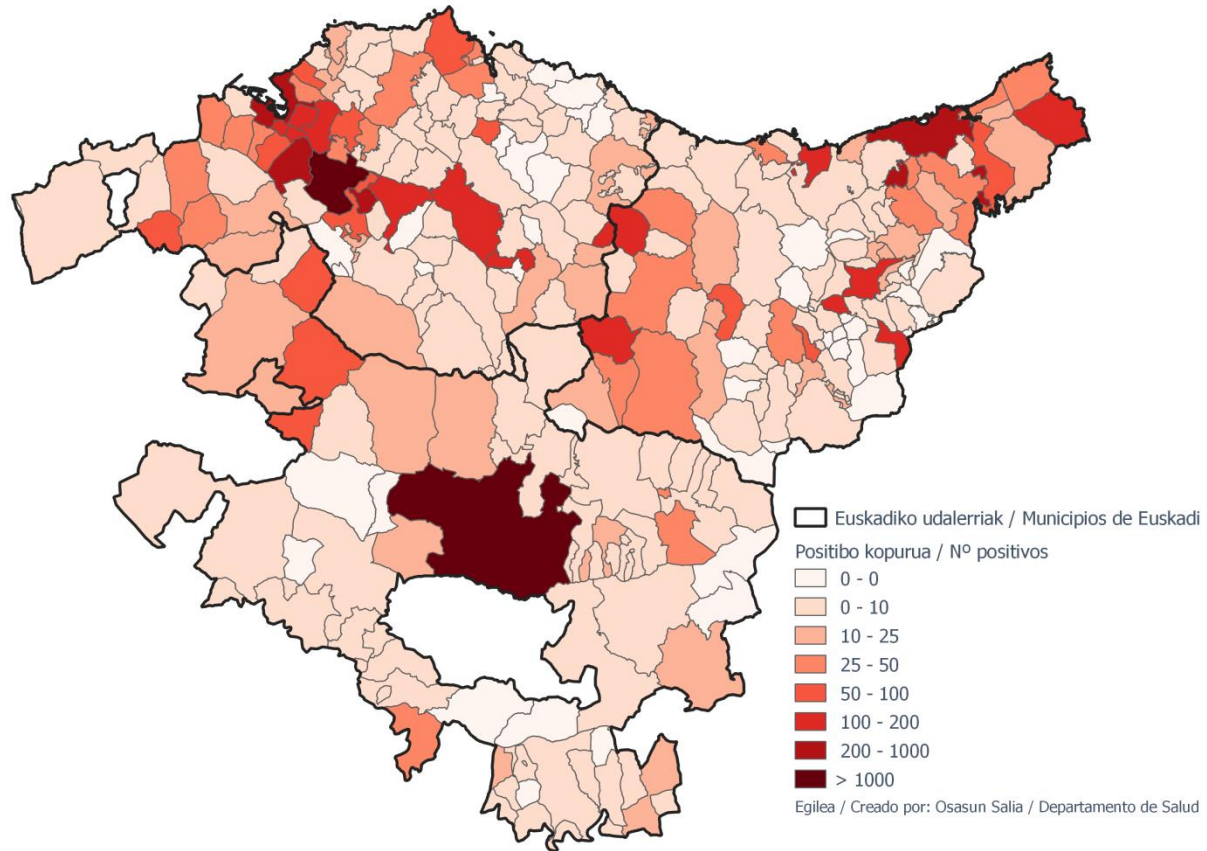 Euskadiko udalerriak / Municipios de Euskadi
Positibo kopurua / Nº positivos
0 - 0
0 - 10
10 - 25
25 - 50
50 - 100
100 - 200
200 - 1000
> 1000
Egilea / Creado por: Osasun Salia / Departamento de Salud